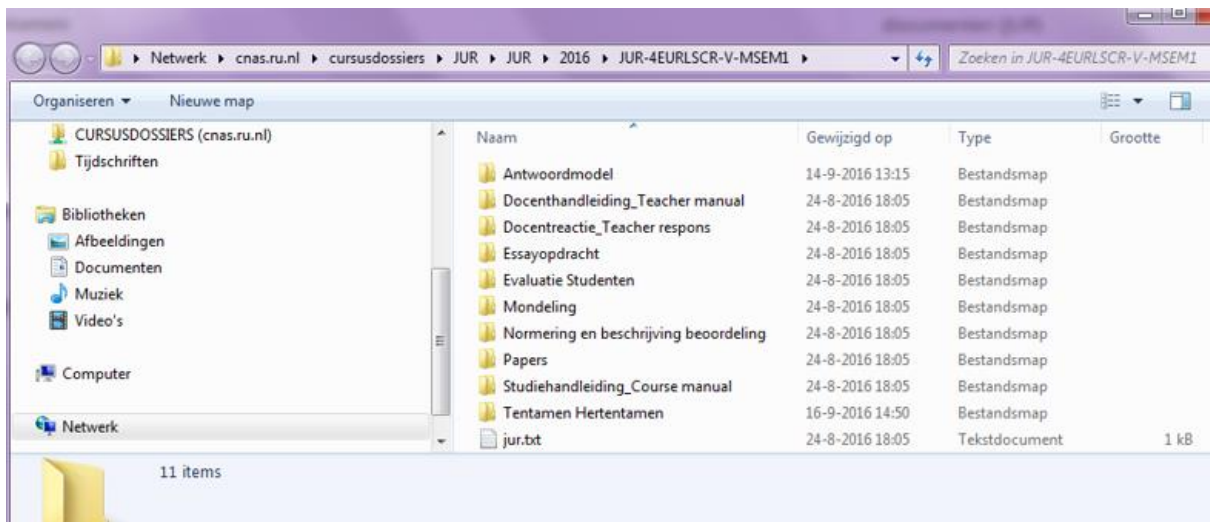 Netwerk cnas.ru.nl cursusdossiers JUR JUR 2016 JUR-4EURLSCR-V-MSEM1 Zoeken in JUR-4EURLSCR-V-MSEM1
Organiseren Nieuwe map
CURSUSDOSSIERS (cnas.ru.nl)
Tijdschriften
Bibliotheken
Afbeeldingen
Documenten
Muziek
Video's
Computer
Netwerk
Naam Gewijzigd op Type Grootte
Antwoordmodel 14-9-2016 13:15 Bestandsmap
Docenthandleiding_Teacher manual 24-8-2016 18:05 Bestandsmap
Docentreactie_Teacher respons 24-8-2016 18:05 Bestandsmap
Essayopdracht 24-8-2016 18:05 Bestandsmap
Evaluatie Studenten 24-8-2016 18:05 Bestandsmap
Mondeling 24-8-2016 18:05 Bestandsmap
Normering en beschrijving beoordeling 24-8-2016 18:05 Bestandsmap
Papers 24-8-2016 18:05 Bestandsmap
Studiehandleiding_Course manual 24-8-2016 18:05 Bestandsmap
Tentamen Hertentamen 16-9-2016 14:50 Bestandsmap
jur.txt 24-8-2016 18:05 Tekstdocument 1 kB
11 items